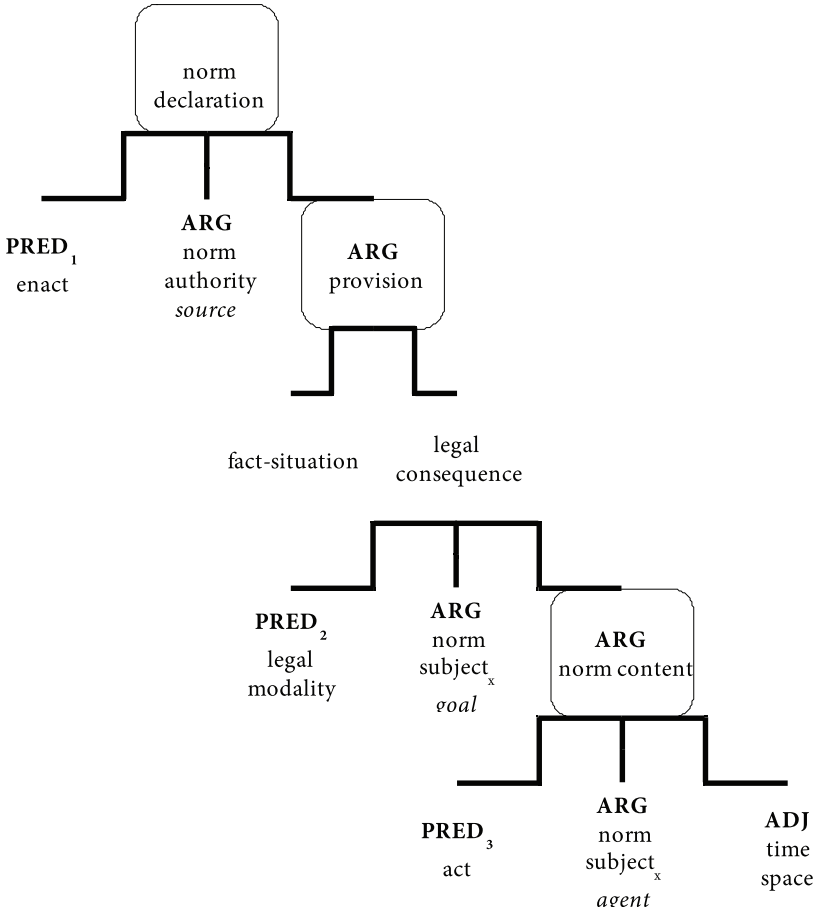 norm
declaration
PRED1
enact
ARG
norm
authority
source
ARG
provision
fact-situation
legal
consequence
PRED2
legal
modality
ARG
norm
subjectx
goal
ARG
norm content
PRED3
act
ARG
norm
subjectx
agent
ADJ
time
space